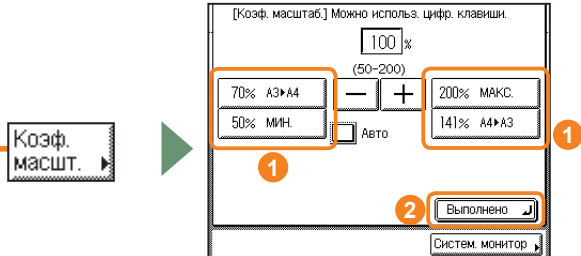 Коэф.
масшт.
[Коэф. масштаб.] Можно использ. цифр. клавиши.
100 %
(50-200)
70% A3▸A4
− +
200% МАКС.
50% МИН.
Авто
141% A4▸A3
1
1
2
Выполнено
Систем. монитор